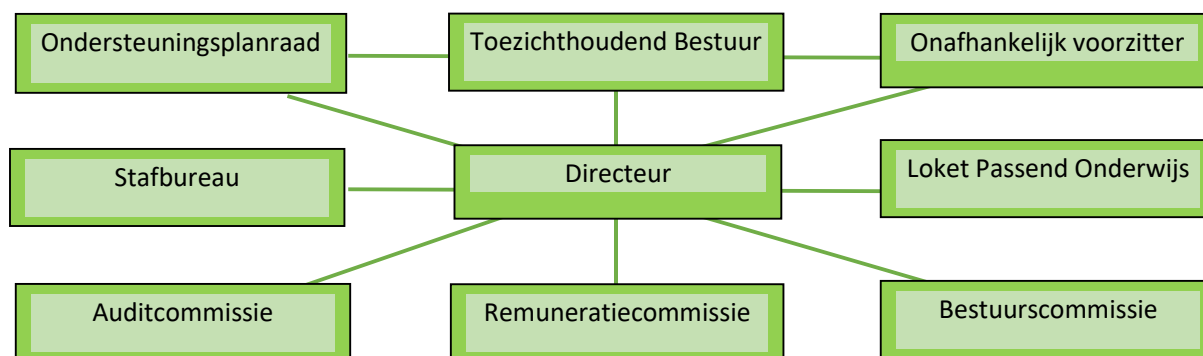 Ondersteuningsplanraad
Toezichthoudend Bestuur
Onafhankelijk voorzitter
Stafbureau
Directeur
Loket Passend Onderwijs
Auditcommissie
Remuneratiecommissie
Bestuurscommissie